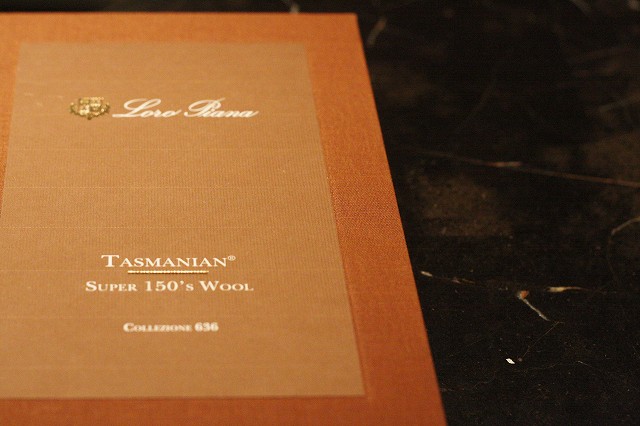 Loro Piana
TASMANIAN®
SUPER 150'S WOOL
COLLEZIONE 636